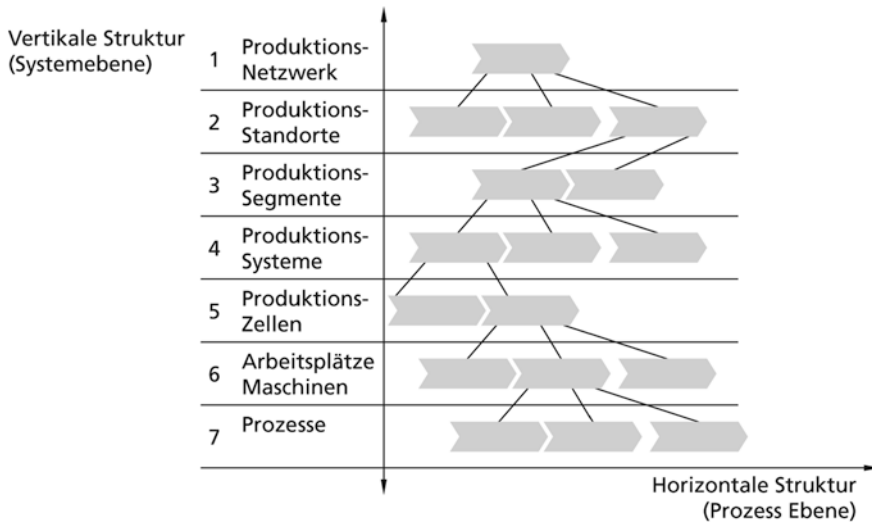 Vertikale Struktur
(Systemebene)
1 Produktions-
Netzwerk
2 Produktions-
Standorte
3 Produktions-
Segmente
4 Produktions-
Systeme
5 Produktions-
Zellen
6 Arbeitsplätze
Maschinen
7 Prozesse
Horizontale Struktur
(Prozess Ebene)